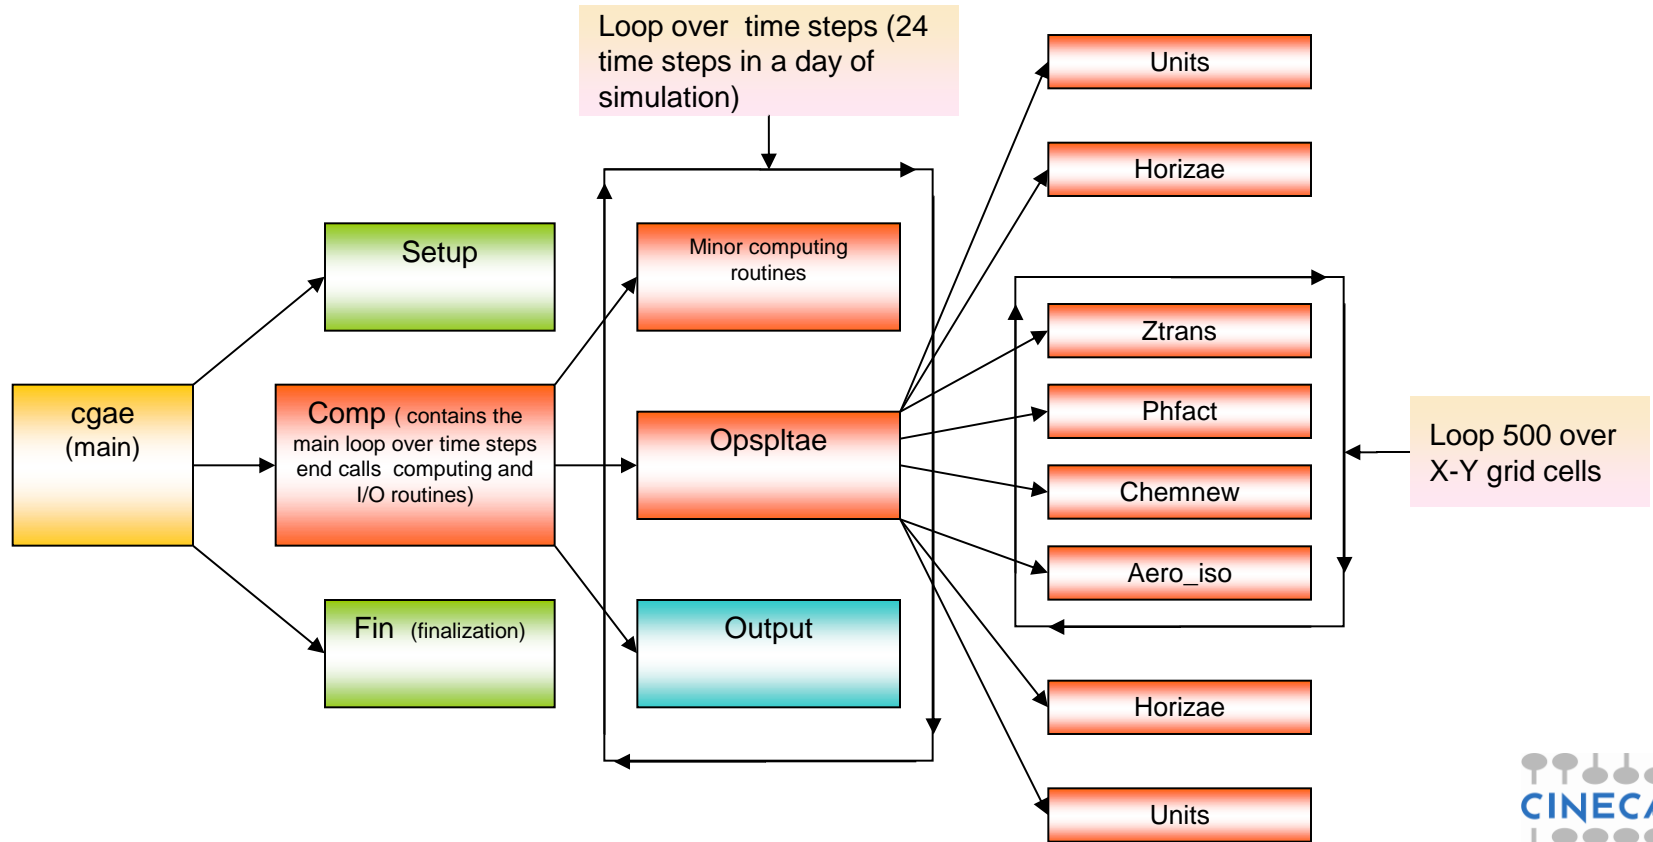 Loop over time steps (24
time steps in a day of
simulation)
Units
Horizae
Setup
Minor computing
routines
Ztrans
cgae
(main)
Comp ( contains the
main loop over time steps
end calls computing and
I/O routines)
Opspltae
Phfact
Loop 500 over
X-Y grid cells
Chemnew
Aero_iso
Fin (finalization)
Output
Horizae
Units
CINECA